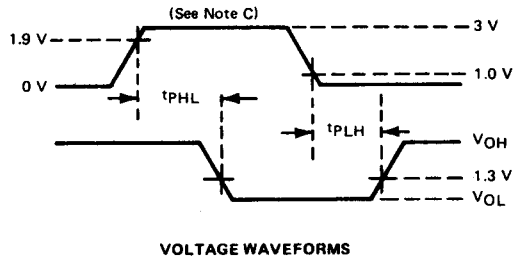 (See Note C)
1.9 V
3 V
0 V
1.0 V
tPHL
tPLH
VOH
1.3 V
VOL
VOLTAGE WAVEFORMS